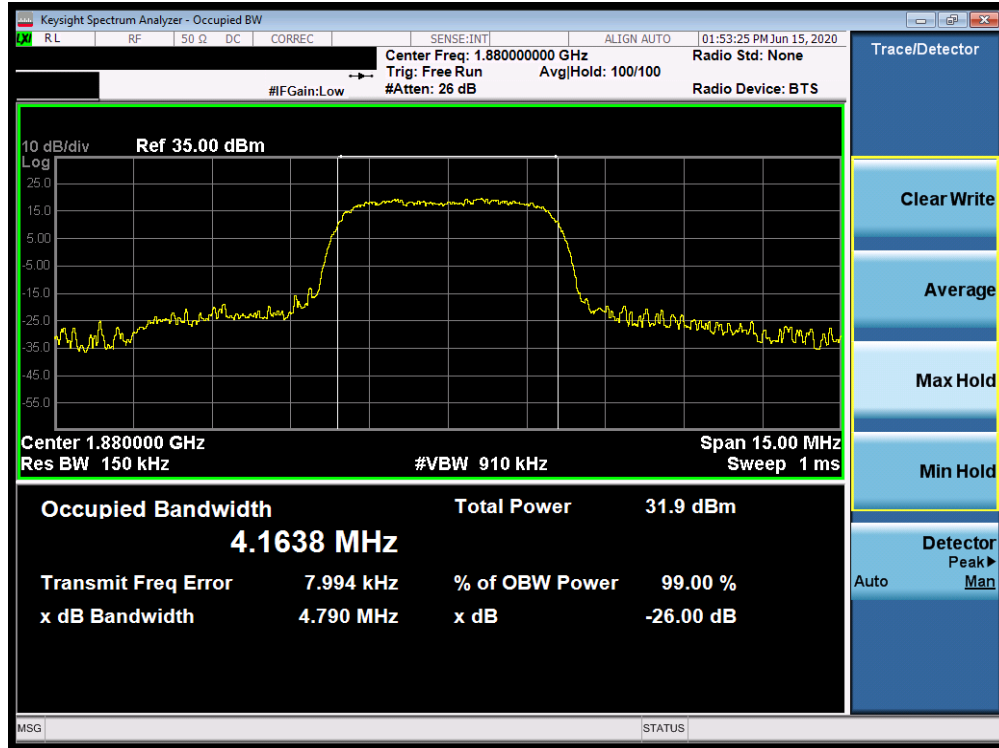 Keysight Spectrum Analyzer - Occupied BW
LXI RL RF 50 Ω DC CORREC SENSE:INT ALIGN AUTO 01:53:25 PM Jun 15, 2020
Center Freq: 1.880000000 GHz Radio Std: None
Trig: Free Run Avg|Hold: 100/100
#IFGain:Low #Atten: 26 dB Radio Device: BTS
10 dB/div Ref 35.00 dBm
Log
25.0
15.0
5.00
-5.00
-15.0
-25.0
-35.0
-45.0
-55.0
Center 1.880000 GHz Span 15.00 MHz
Res BW 150 kHz #VBW 910 kHz Sweep 1 ms
Occupied Bandwidth Total Power 31.9 dBm
4.1638 MHz
Transmit Freq Error 7.994 kHz % of OBW Power 99.00 %
x dB Bandwidth 4.790 MHz x dB -26.00 dB
MSG STATUS
Trace/Detector
Clear Write
Average
Max Hold
Min Hold
Detector
Peak▶
Auto Man